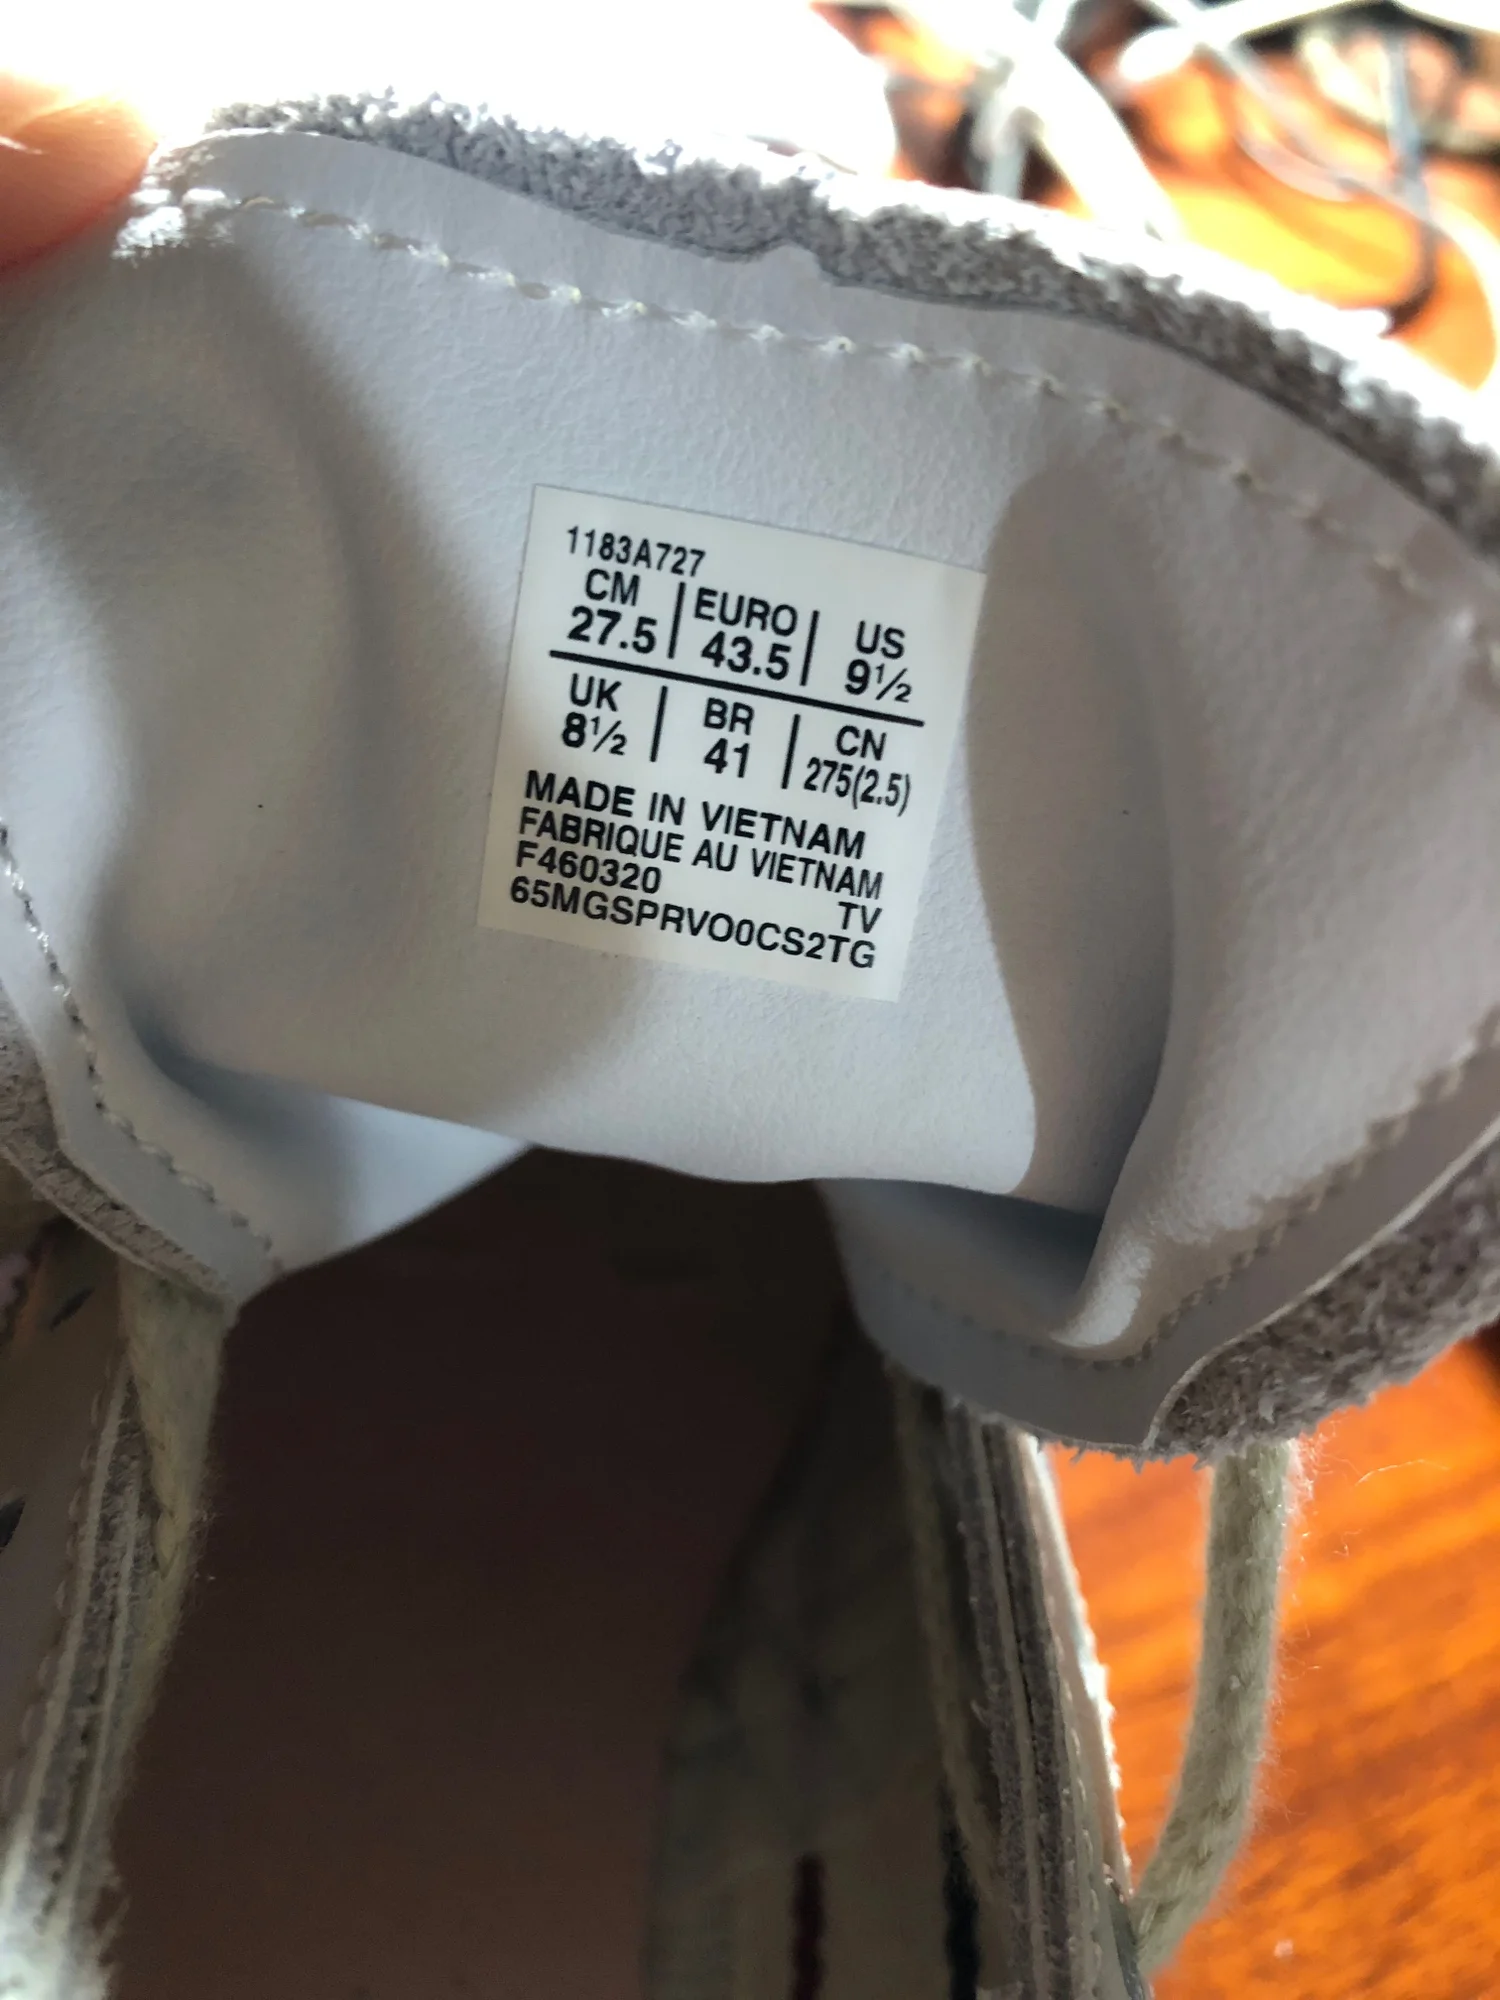 1183A727
CM | EURO | US
27.5 | 43.5 | 9½
UK | BR | CN
8½ | 41 | 275(2.5)
MADE IN VIETNAM
FABRIQUE AU VIETNAM
F460320 TV
65MGSPRVO0CS2TG